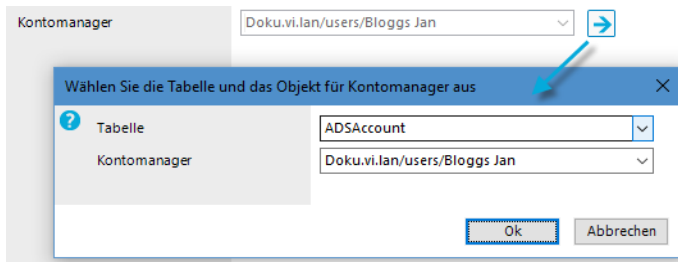 Kontomanager Doku.vi.lan/users/Bloggs Jan
Wählen Sie die Tabelle und das Objekt für Kontomanager aus
Tabelle ADSAccount
Kontomanager Doku.vi.lan/users/Bloggs Jan
Ok Abbrechen